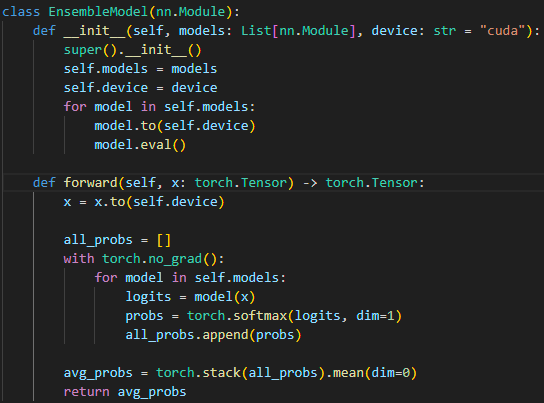 class EnsembleModel(nn.Module):
    def __init__(self, models: List[nn.Module], device: str = "cuda"):
        super().__init__()
        self.models = models
        self.device = device
        for model in self.models:
            model.to(self.device)
            model.eval()

    def forward(self, x: torch.Tensor) -> torch.Tensor:
        x = x.to(self.device)

        all_probs = []
        with torch.no_grad():
            for model in self.models:
                logits = model(x)
                probs = torch.softmax(logits, dim=1)
                all_probs.append(probs)

        avg_probs = torch.stack(all_probs).mean(dim=0)
        return avg_probs